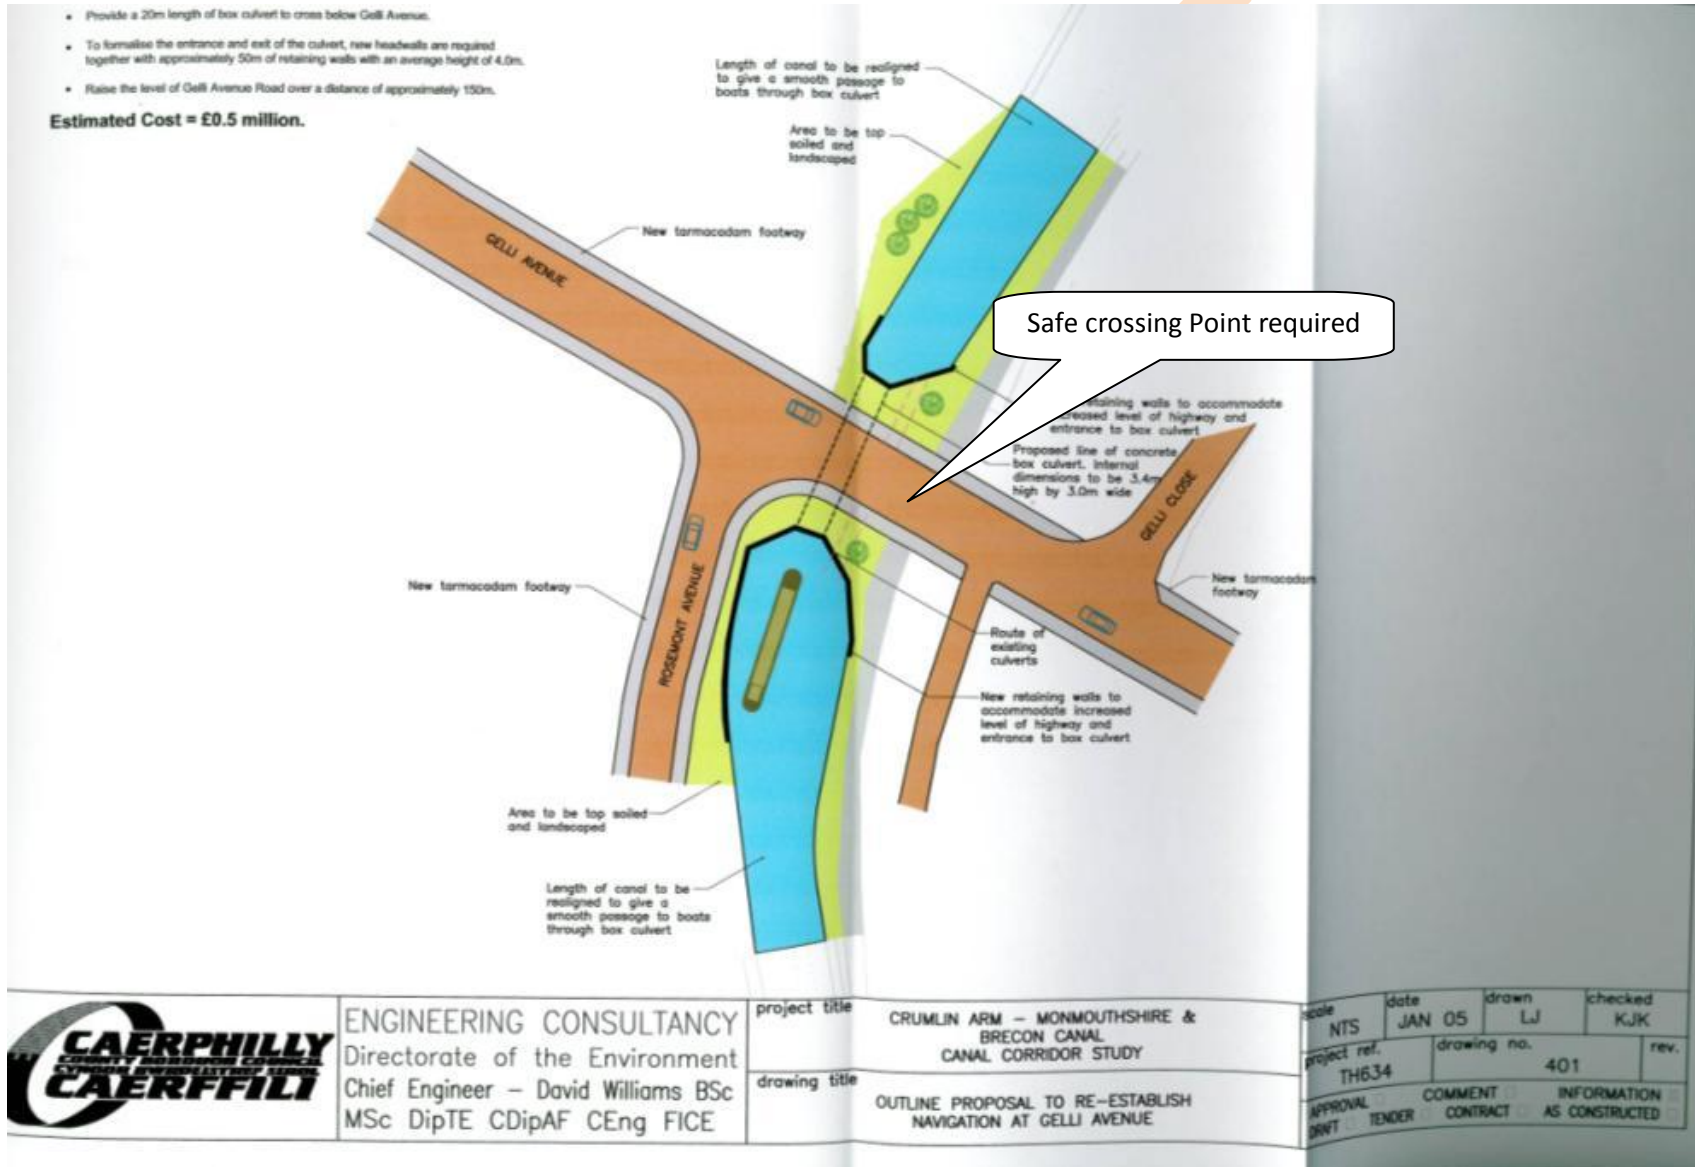 • Provide a 20m length of box culvert to cross below Gelli Avenue.
• To formalise the entrance and exit of the culvert, new headwalls are required
together with approximately 50m of retaining walls with an average height of 4.0m.
• Raise the level of Gelli Avenue Road over a distance of approximately 150m.
Estimated Cost = £0.5 million.
Length of canal to be realigned
to give a smooth passage to
boats through box culvert
Area to be top
soiled and
landscaped
New tarmacadam footway
GELLI AVENUE
Safe crossing Point required
retaining walls to accommodate
increased level of highway and
entrance to box culvert
Proposed line of concrete
box culvert. Internal
dimensions to be 3.4m
high by 3.0m wide
GELLI CLOSE
New tarmacadam footway
ROSEMONT AVENUE
New tarmacadam
footway
Route of
existing
culverts
New retaining walls to
accommodate increased
level of highway and
entrance to box culvert
Area to be top soiled
and landscaped
Length of canal to be
realigned to give a
smooth passage to boats
through box culvert
CAERPHILLY
COUNTY BOROUGH COUNCIL
CYNGOR BWRDEISTREF SIROL
CAERFFILI
ENGINEERING CONSULTANCY
Directorate of the Environment
Chief Engineer – David Williams BSc
MSc DipTE CDipAF CEng FICE
project title
CRUMLIN ARM – MONMOUTHSHIRE &
BRECON CANAL
CANAL CORRIDOR STUDY
drawing title
OUTLINE PROPOSAL TO RE-ESTABLISH
NAVIGATION AT GELLI AVENUE
scale
NTS
date
JAN 05
drawn
LJ
checked
KJK
project ref.
TH634
drawing no.
401
rev.
APPROVAL COMMENT INFORMATION
DRAFT TENDER CONTRACT AS CONSTRUCTED